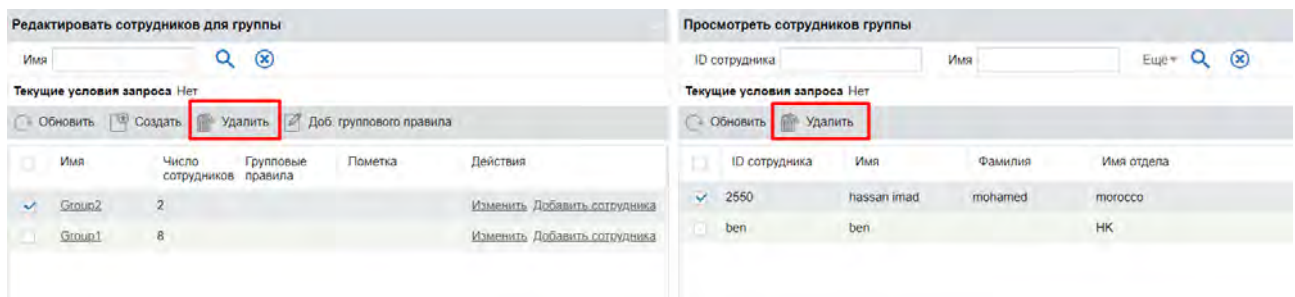 Редактировать сотрудников для группы
Имя
Текущие условия запроса Нет
Обновить Создать Удалить Доб. группового правила
Имя Число сотрудников Групповые правила Пометка Действия
Group2 2 Изменить Добавить сотрудника
Group1 8 Изменить Добавить сотрудника
Просмотреть сотрудников группы
ID сотрудника Имя Ещё
Текущие условия запроса Нет
Обновить Удалить
ID сотрудника Имя Фамилия Имя отдела
2550 hassan imad mohamed morocco
ben ben HK